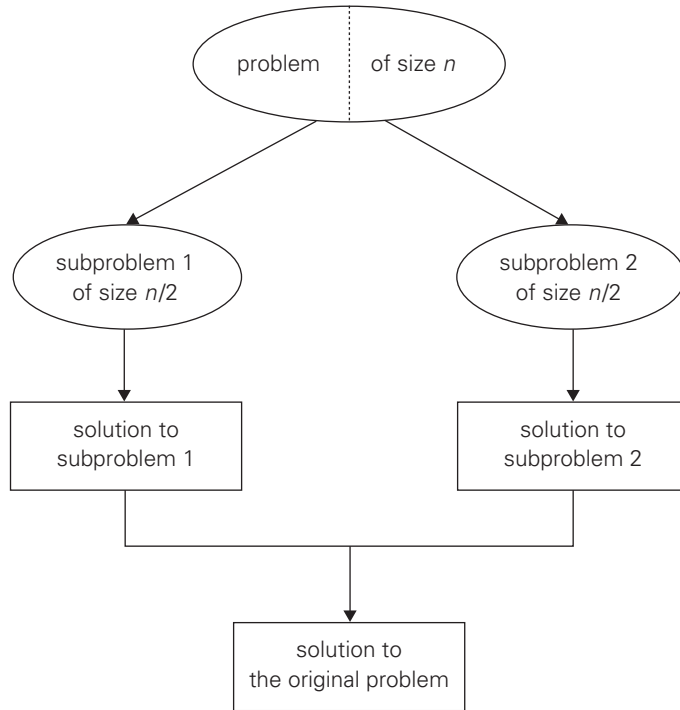 problem of size n
subproblem 1
of size n/2
subproblem 2
of size n/2
solution to
subproblem 1
solution to
subproblem 2
solution to
the original problem